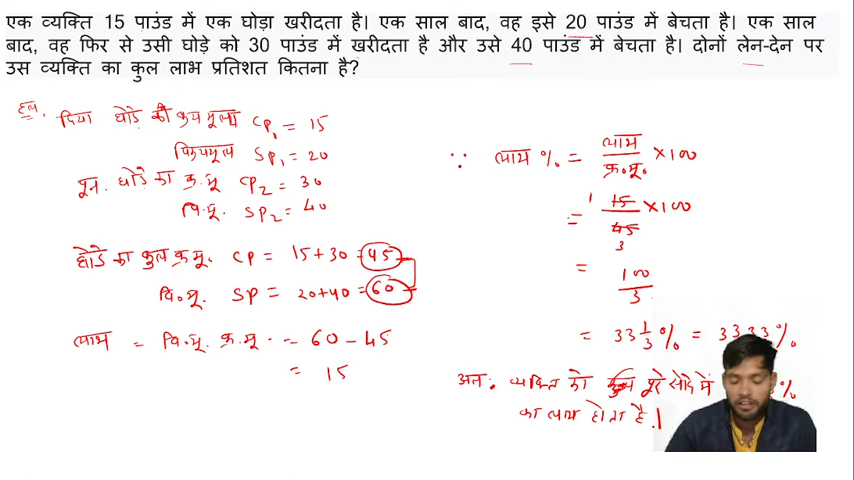 एक व्यक्ति 15 पाउंड में एक घोड़ा खरीदता है। एक साल बाद, वह इसे 20 पाउंड में बेचता है। एक साल
बाद, वह फिर से उसी घोड़े को 30 पाउंड में खरीदता है और उसे 40 पाउंड में बेचता है। दोनों लेन-देन पर
उस व्यक्ति का कुल लाभ प्रतिशत कितना है?
हल,
दिया घोड़े की क्रय मूल्य CP₁ = 15
विक्रयमूल्य SP₁ = 20
पुन. घोड़े का क्र.मू CP₂ = 30
वि.मू. SP₂ = 40
घोड़े का कुल क्र.मू. CP = 15+30 = 45
वि.मू. SP = 20+40 = 60
लाभ = वि.मू. क्र.मू. = 60 - 45
= 15
∵ लाभ % = लाभ / क्र.मू. × 100
= 15/45 × 100
1
3
= 100/3
= 33 1/3 % = 33.33 %
अत: व्यक्ति को पूरे सौदे में %
का लाभ होता है।